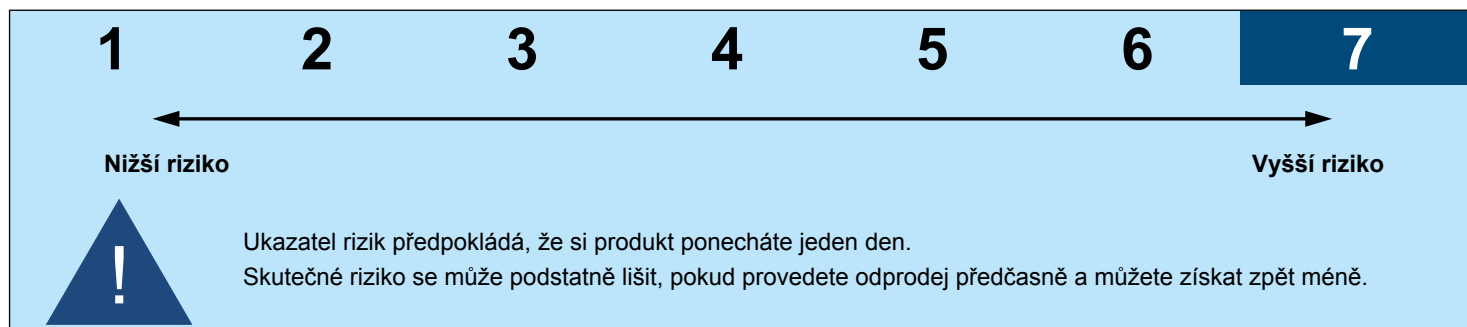 1 2 3 4 5 6 7
Nižší riziko Vyšší riziko
!
Ukazatel rizik předpokládá, že si produkt ponecháte jeden den.
Skutečné riziko se může podstatně lišit, pokud provedete odprodej předčasně a můžete získat zpět méně.